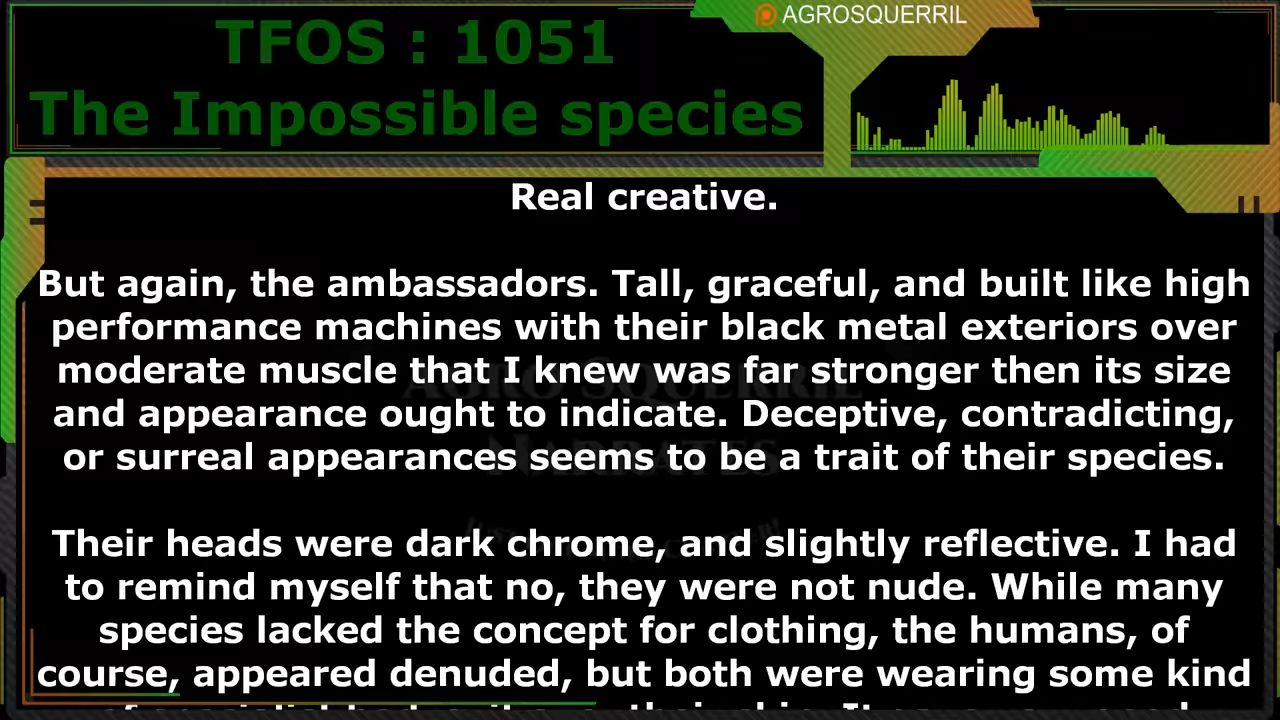 AGROSQUERRIL
TFOS : 1051
The Impossible species
Real creative.
But again, the ambassadors. Tall, graceful, and built like high
performance machines with their black metal exteriors over
moderate muscle that I knew was far stronger then its size
and appearance ought to indicate. Deceptive, contradicting,
or surreal appearances seems to be a trait of their species.
AGRO SQUERRIL
NARRATES
Their heads were dark chrome, and slightly reflective. I had
to remind myself that no, they were not nude. While many
species lacked the concept for clothing, the humans, of
course, appeared denuded, but both were wearing some kind